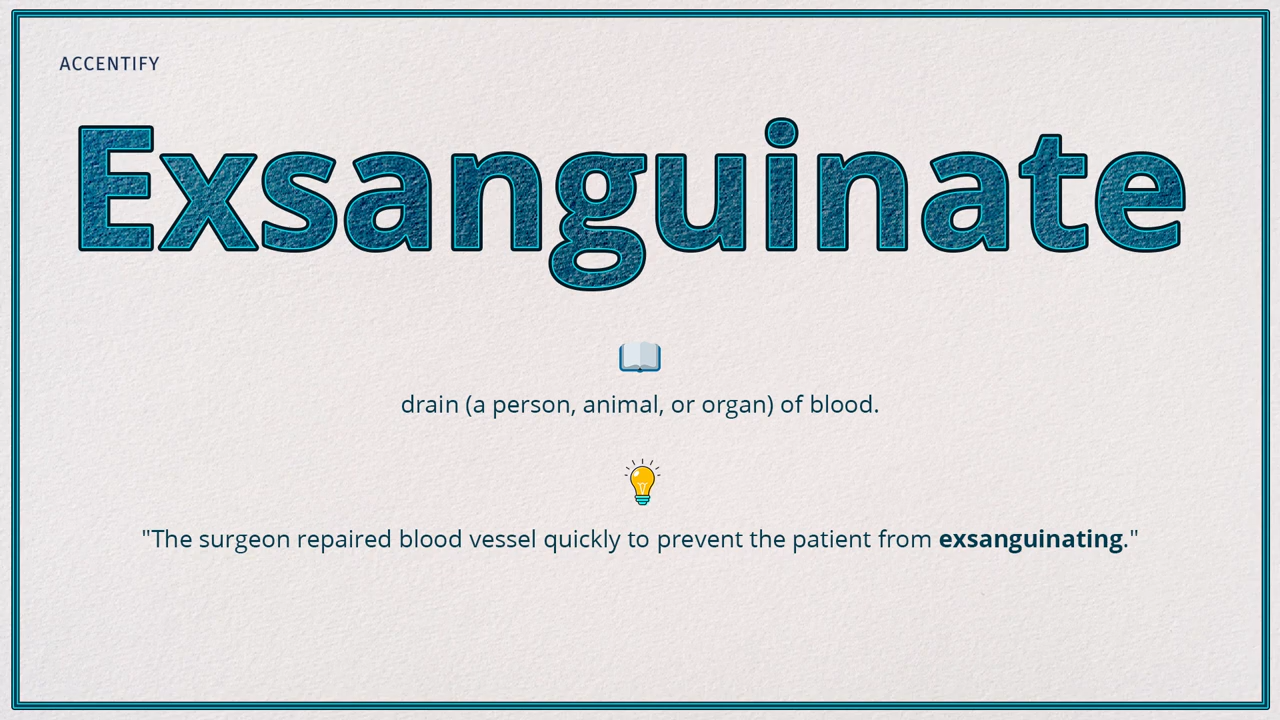 ACCENTIFY
Exsanguinate
drain (a person, animal, or organ) of blood.
"The surgeon repaired blood vessel quickly to prevent the patient from exsanguinating."